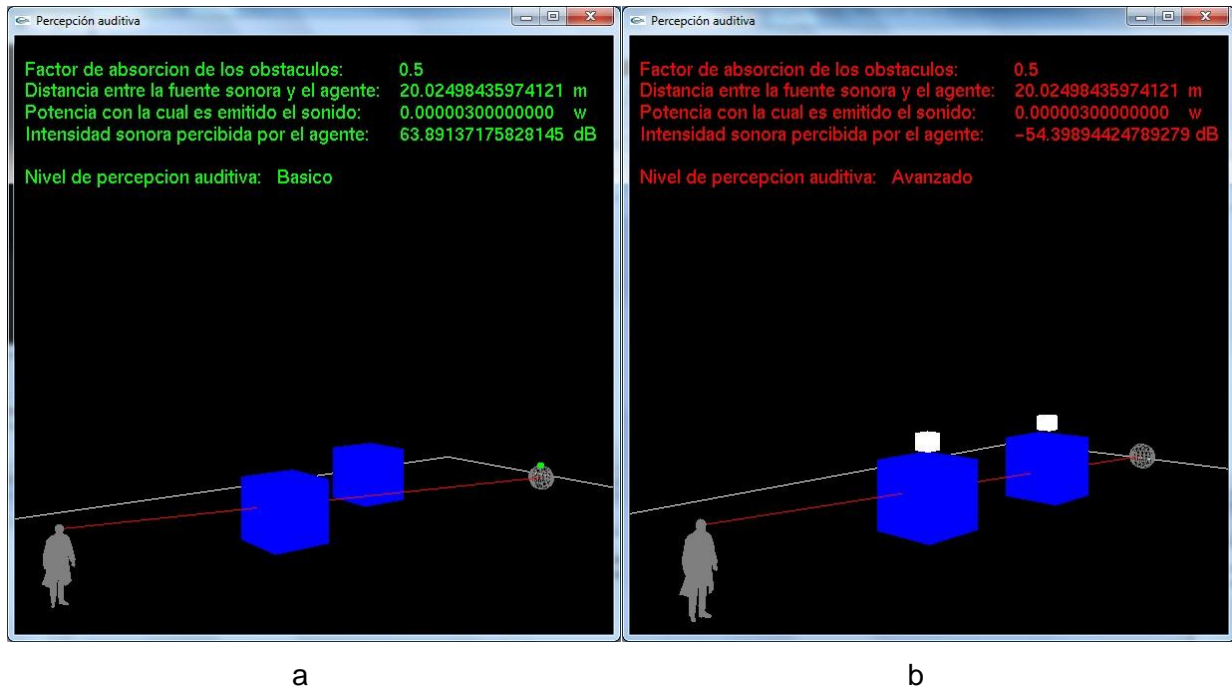 Percepción auditiva
Factor de absorcion de los obstaculos: 0.5
Distancia entre la fuente sonora y el agente: 20.02498435974121 m
Potencia con la cual es emitido el sonido: 0.00000300000000 w
Intensidad sonora percibida por el agente: 63.89137175828145 dB
Nivel de percepcion auditiva: Basico
a
Percepción auditiva
Factor de absorcion de los obstaculos: 0.5
Distancia entre la fuente sonora y el agente: 20.02498435974121 m
Potencia con la cual es emitido el sonido: 0.00000300000000 w
Intensidad sonora percibida por el agente: -54.39894424789279 dB
Nivel de percepcion auditiva: Avanzado
b